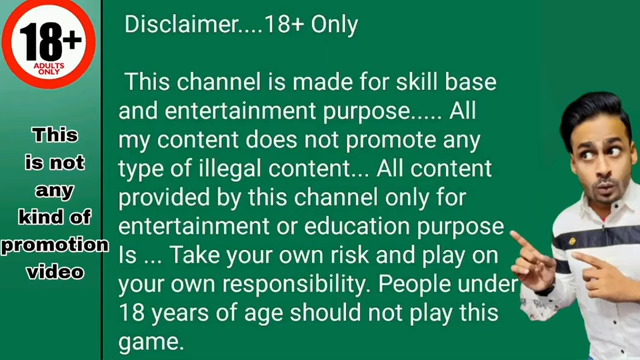 18+
ADULTS
ONLY
This
is not
any
kind of
promotion
video
Disclaimer....18+ Only
This channel is made for skill base
and entertainment purpose..... All
my content does not promote any
type of illegal content... All content
provided by this channel only for
entertainment or education purpose
Is ... Take your own risk and play on
your own responsibility. People under
18 years of age should not play this
game.